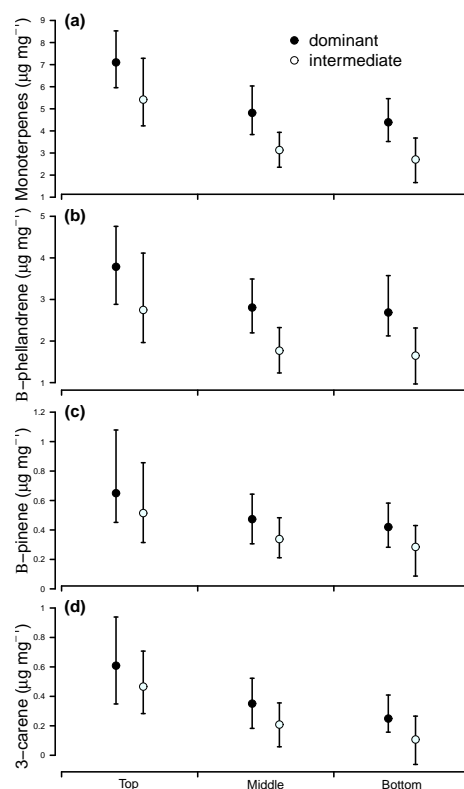 (a)
dominant
intermediate
Monoterpenes (µg mg⁻¹)
9
8
7
6
5
4
3
2
1
(b)
Β−phellandrene (µg mg⁻¹)
5
4
3
2
1
(c)
Β−pinene (µg mg⁻¹)
1.2
1
0.8
0.6
0.4
0.2
0
(d)
3−carene (µg mg⁻¹)
1
0.8
0.6
0.4
0.2
0
Top Middle Bottom